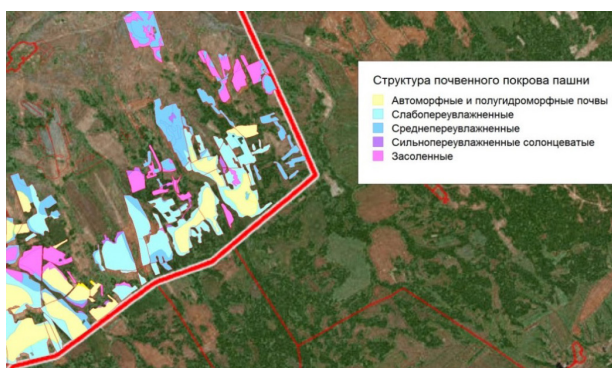 Структура почвенного покрова пашни
Автоморфные и полугидроморфные почвы
Слабопереувлажненные
Среднепереувлажненные
Сильнопереувлажненные солонцеватые
Засоленные